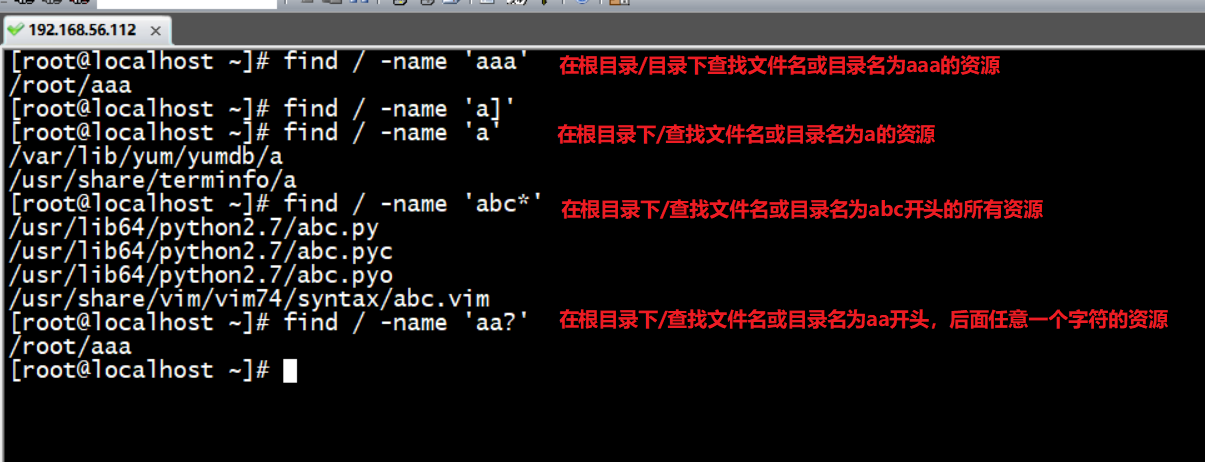 192.168.56.112
[root@localhost ~]# find / -name 'aaa' 在根目录/目录下查找文件名或目录名为aaa的资源
/root/aaa
[root@localhost ~]# find / -name 'a]'
[root@localhost ~]# find / -name 'a' 在根目录下/查找文件名或目录名为a的资源
/var/lib/yum/yumdb/a
/usr/share/terminfo/a
[root@localhost ~]# find / -name 'abc*' 在根目录下/查找文件名或目录名为abc开头的所有资源
/usr/lib64/python2.7/abc.py
/usr/lib64/python2.7/abc.pyc
/usr/lib64/python2.7/abc.pyo
/usr/share/vim/vim74/syntax/abc.vim
[root@localhost ~]# find / -name 'aa?' 在根目录下/查找文件名或目录名为aa开头，后面任意一个字符的资源
/root/aaa
[root@localhost ~]#